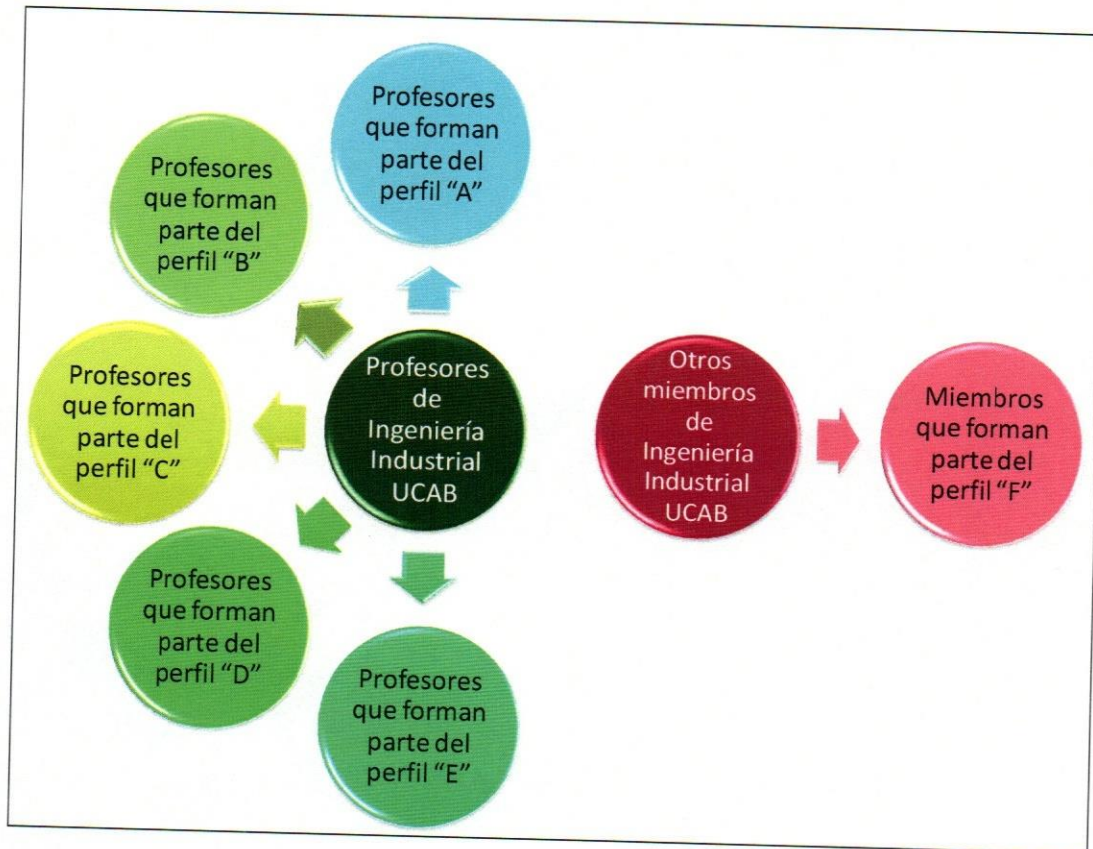 Profesores
que forman
parte del
perfil “A”
Profesores
que forman
parte del
perfil “B”
Profesores
que forman
parte del
perfil “C”
Profesores
de
Ingeniería
Industrial
UCAB
Otros
miembros
de
Ingeniería
Industrial
UCAB
Miembros
que forman
parte del
perfil “F”
Profesores
que forman
parte del
perfil “D”
Profesores
que forman
parte del
perfil “E”